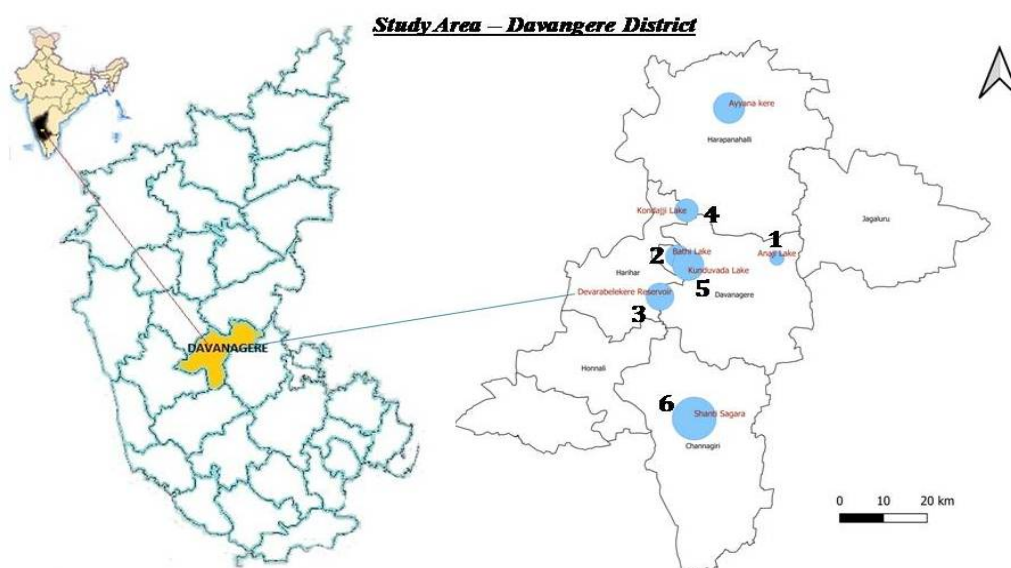 Study Area – Davangere District
Ayyana kere
Harapanahalli
Kondajji Lake
4
Jagaluru
1
2
Bathi Lake
Anaji Lake
Harihar
Kunduvada Lake
Devarabelekere Reservoir
5
Davanagere
3
DAVANAGERE
Honnali
6
Shanti Sagara
Channagiri
0 10 20 km